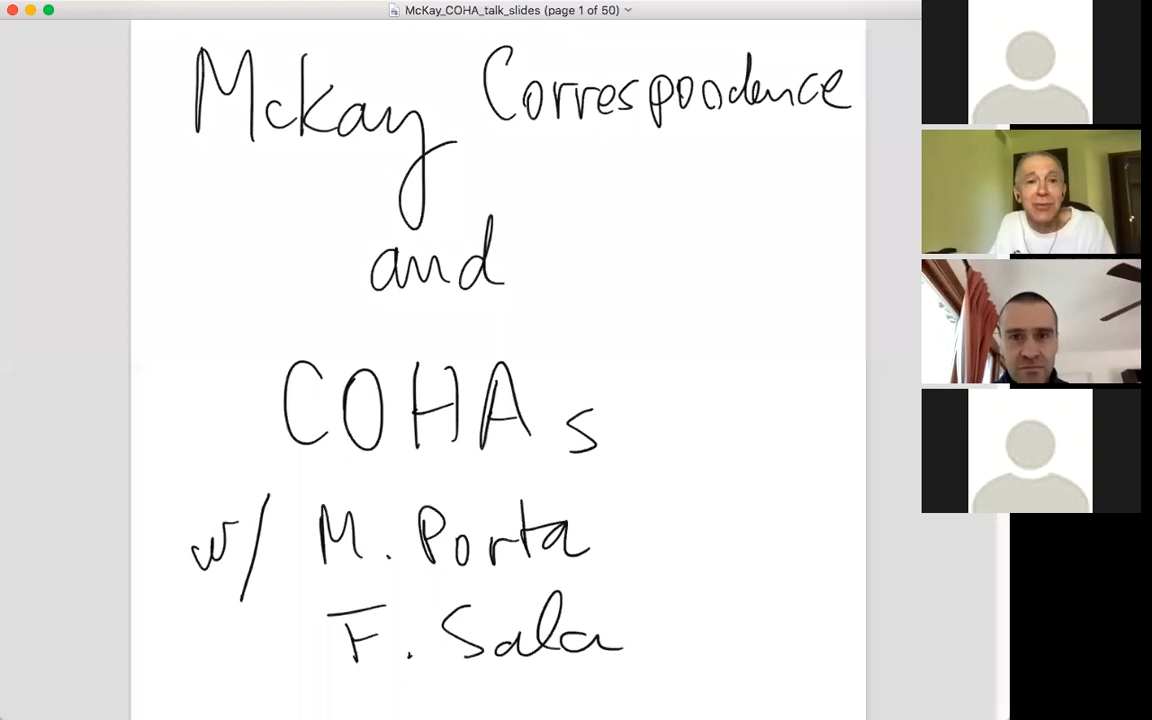 McKay_COHA_talk_slides (page 1 of 50)
McKay Correspondence
and
COHAs
w/ M. Porta
F. Sala